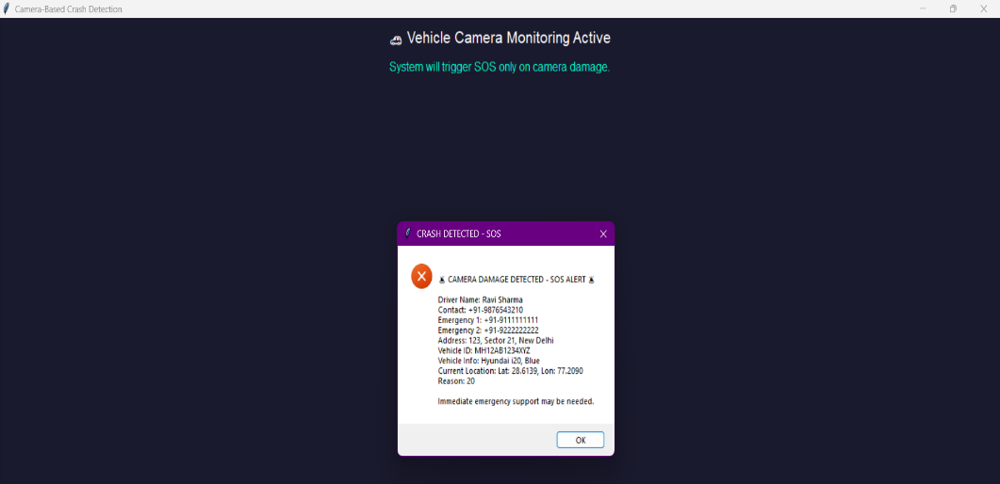 Camera-Based Crash Detection
Vehicle Camera Monitoring Active
System will trigger SOS only on camera damage.
CRASH DETECTED - SOS
CAMERA DAMAGE DETECTED - SOS ALERT
Driver Name: Ravi Sharma
Contact: +91-9876543210
Emergency 1: +91-9111111111
Emergency 2: +91-9222222222
Address: 123, Sector 21, New Delhi
Vehicle ID: MH12AB1234XYZ
Vehicle Info: Hyundai i20, Blue
Current Location: Lat: 28.6139, Lon: 77.2090
Reason: 20
Immediate emergency support may be needed.
OK